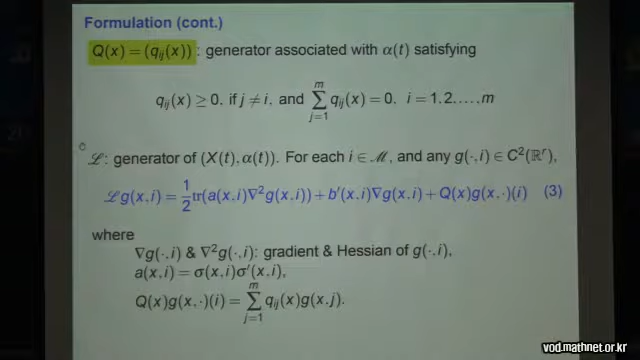 Formulation (cont.)
Q(x) = (q_ij(x)) : generator associated with α(t) satisfying
q_ij(x) ≥ 0, if j ≠ i, and ∑_{j=1}^{m} q_ij(x) = 0, i = 1, 2, ..., m
ℒ: generator of (X(t), α(t)). For each i ∈ ℳ, and any g(·, i) ∈ C²(ℝʳ),
ℒg(x, i) = 1/2 tr(a(x, i)∇²g(x, i)) + b′(x, i)∇g(x, i) + Q(x)g(x, ·)(i) (3)
where
∇g(·, i) & ∇²g(·, i): gradient & Hessian of g(·, i),
a(x, i) = σ(x, i)σ′(x, i),
Q(x)g(x, ·)(i) = ∑_{j=1}^{m} q_ij(x)g(x, j).
vod.mathnet.or.kr